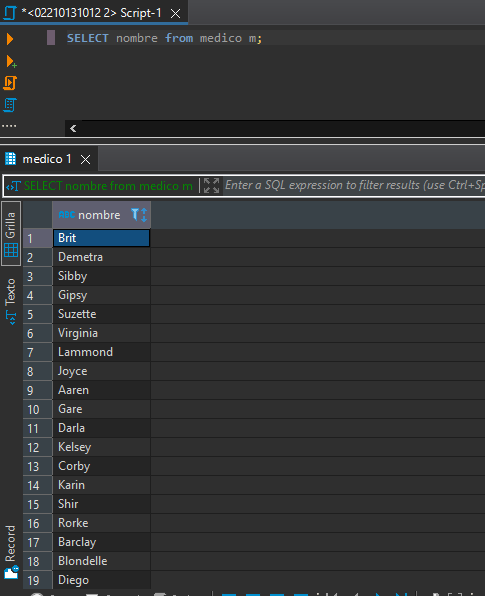 *<02210131012 2> Script-1
SELECT nombre from medico m;
medico 1
SELECT nombre from medico m
Enter a SQL expression to filter results (use Ctrl+Sp
Grilla
Texto
Record
nombre
1 Brit
2 Demetra
3 Sibby
4 Gipsy
5 Suzette
6 Virginia
7 Lammond
8 Joyce
9 Aaren
10 Gare
11 Darla
12 Kelsey
13 Corby
14 Karin
15 Shir
16 Rorke
17 Barclay
18 Blondelle
19 Diego